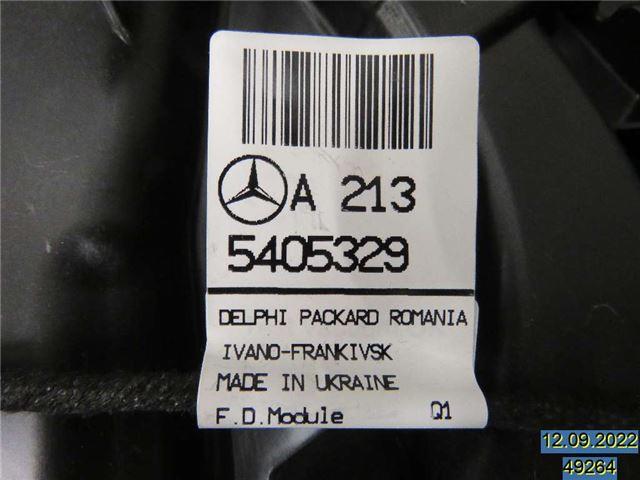 A 213
5405329
DELPHI PACKARD ROMANIA
IVANO-FRANKIVSK
MADE IN UKRAINE
F.D.Module Q1
12.09.2022
49264